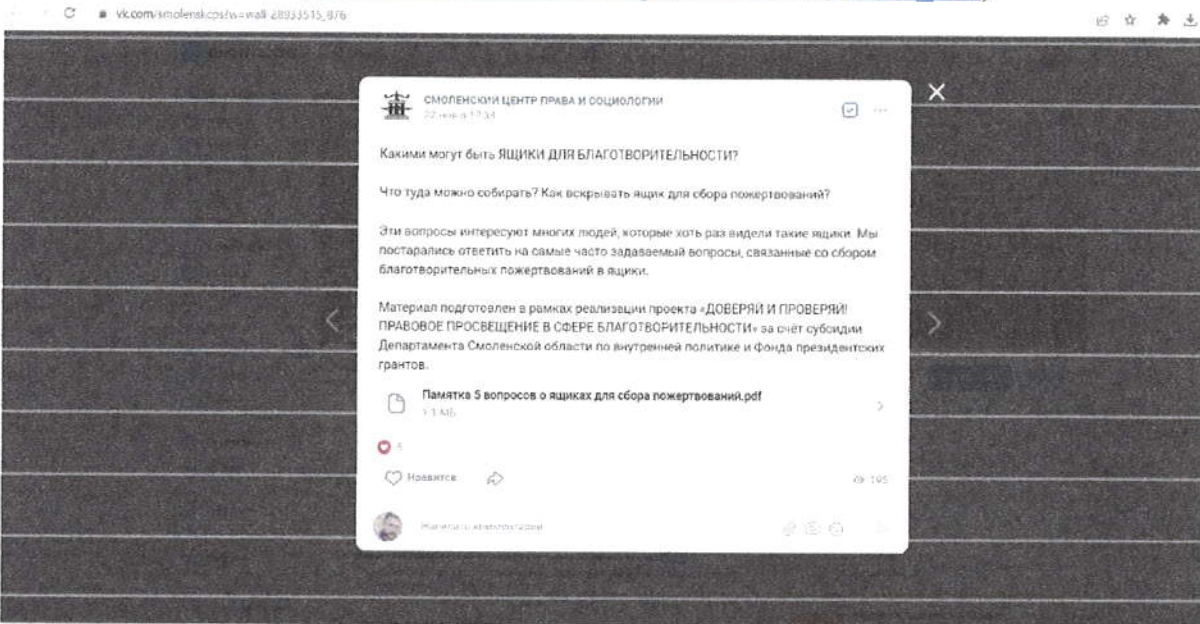 vk.com/smolenskcps?w=wall-28933515_876
СМОЛЕНСКИЙ ЦЕНТР ПРАВА И СОЦИОЛОГИИ
Какими могут быть ЯЩИКИ ДЛЯ БЛАГОТВОРИТЕЛЬНОСТИ?
Что туда можно собирать? Как вскрывать ящик для сбора пожертвований?
Эти вопросы интересуют многих людей, которые хоть раз видели такие ящики. Мы
постарались ответить на самые часто задаваемый вопросы, связанные со сбором
благотворительных пожертвований в ящики.
Материал подготовлен в рамках реализации проекта «ДОВЕРЯЙ И ПРОВЕРЯЙ!
ПРАВОВОЕ ПРОСВЕЩЕНИЕ В СФЕРЕ БЛАГОТВОРИТЕЛЬНОСТИ» за счёт субсидии
Департамента Смоленской области по внутренней политике и Фонда президентских
грантов.
Памятка 5 вопросов о ящиках для сбора пожертвований.pdf
МБ
Нравится
195
Написать комментарий